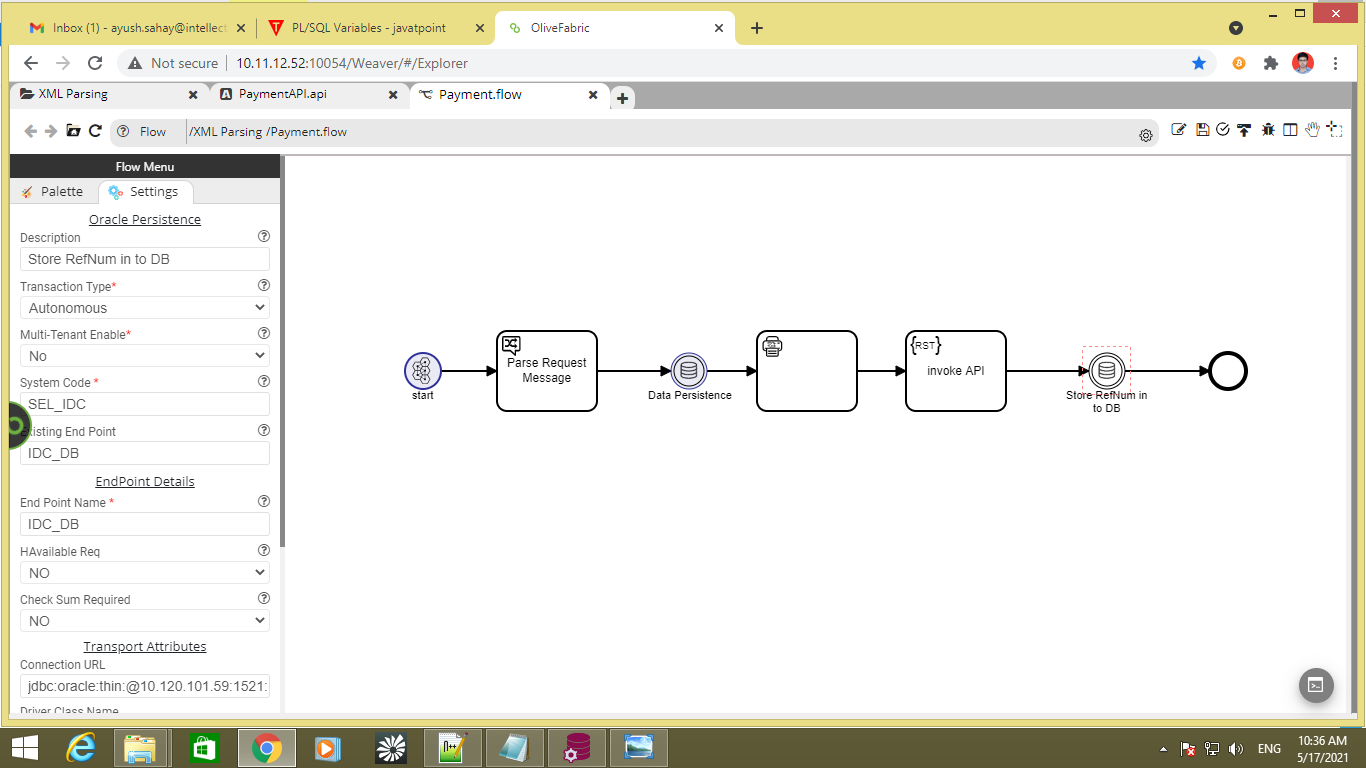 Inbox (1) - ayush.sahay@intellect
PL/SQL Variables - javatpoint
OliveFabric
Not secure
10.11.12.52:10054/Weaver/#/Explorer
XML Parsing
PaymentAPI.api
Payment.flow
Flow
/XML Parsing /Payment.flow
Flow Menu
Palette
Settings
Oracle Persistence
Description
Store RefNum in to DB
Transaction Type*
Autonomous
Multi-Tenant Enable*
No
System Code *
SEL_IDC
Existing End Point
IDC_DB
EndPoint Details
End Point Name *
IDC_DB
HAvailable Req
NO
Check Sum Required
NO
Transport Attributes
Connection URL
jdbc:oracle:thin:@10.120.101.59:1521:
Driver Class Name
start
Parse Request
Message
Data Persistence
{RST}
invoke API
Store RefNum in
to DB
ENG
10:36 AM
5/17/2021